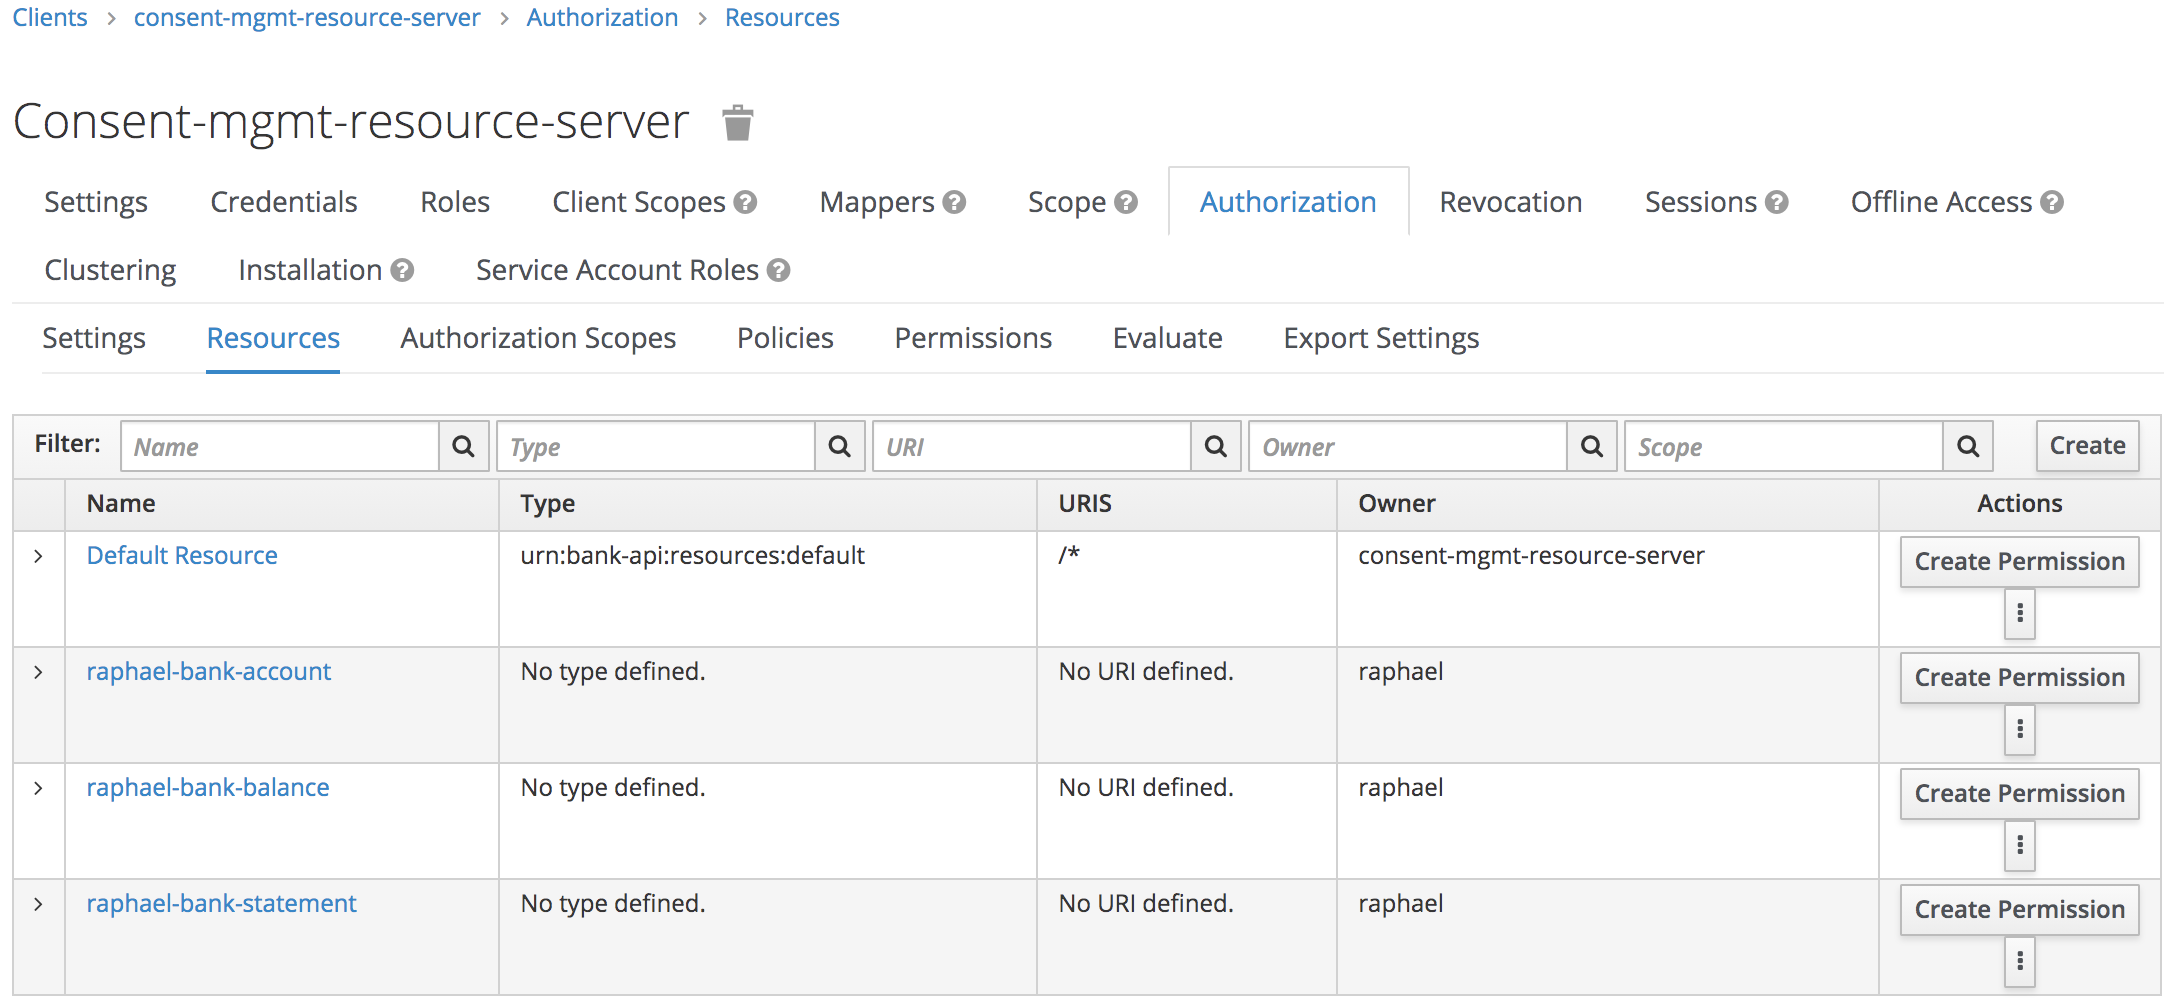 Clients > consent-mgmt-resource-server > Authorization > Resources
Consent-mgmt-resource-server
Settings Credentials Roles Client Scopes ? Mappers ? Scope ? Authorization Revocation Sessions ? Offline Access ?
Clustering Installation ? Service Account Roles ?
Settings Resources Authorization Scopes Policies Permissions Evaluate Export Settings
Filter: Name Type URI Owner Scope Create
Name Type URIS Owner Actions
Default Resource urn:bank-api:resources:default /* consent-mgmt-resource-server Create Permission
raphael-bank-account No type defined. No URI defined. raphael Create Permission
raphael-bank-balance No type defined. No URI defined. raphael Create Permission
raphael-bank-statement No type defined. No URI defined. raphael Create Permission